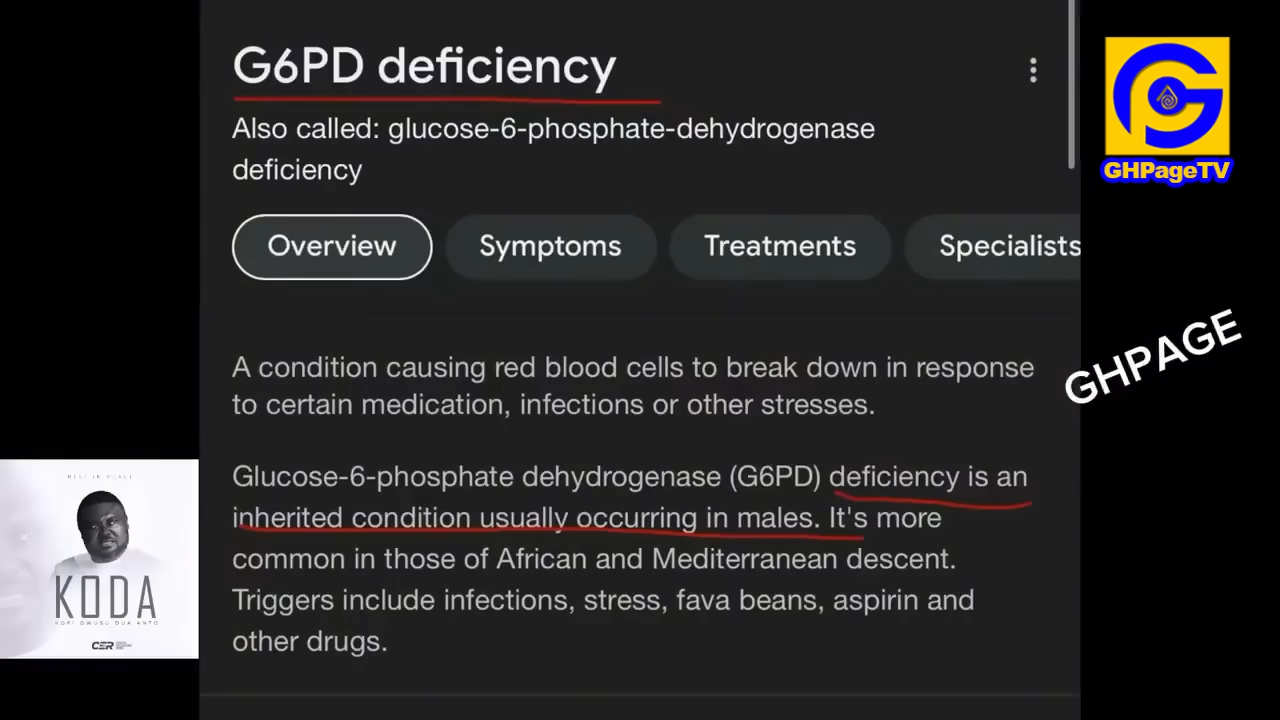 G6PD deficiency
Also called: glucose-6-phosphate-dehydrogenase
deficiency
Overview
Symptoms
Treatments
Specialists
A condition causing red blood cells to break down in response
to certain medication, infections or other stresses.
Glucose-6-phosphate dehydrogenase (G6PD) deficiency is an
inherited condition usually occurring in males. It's more
common in those of African and Mediterranean descent.
Triggers include infections, stress, fava beans, aspirin and
other drugs.
GHPageTV
GHPAGE
KODA
CER